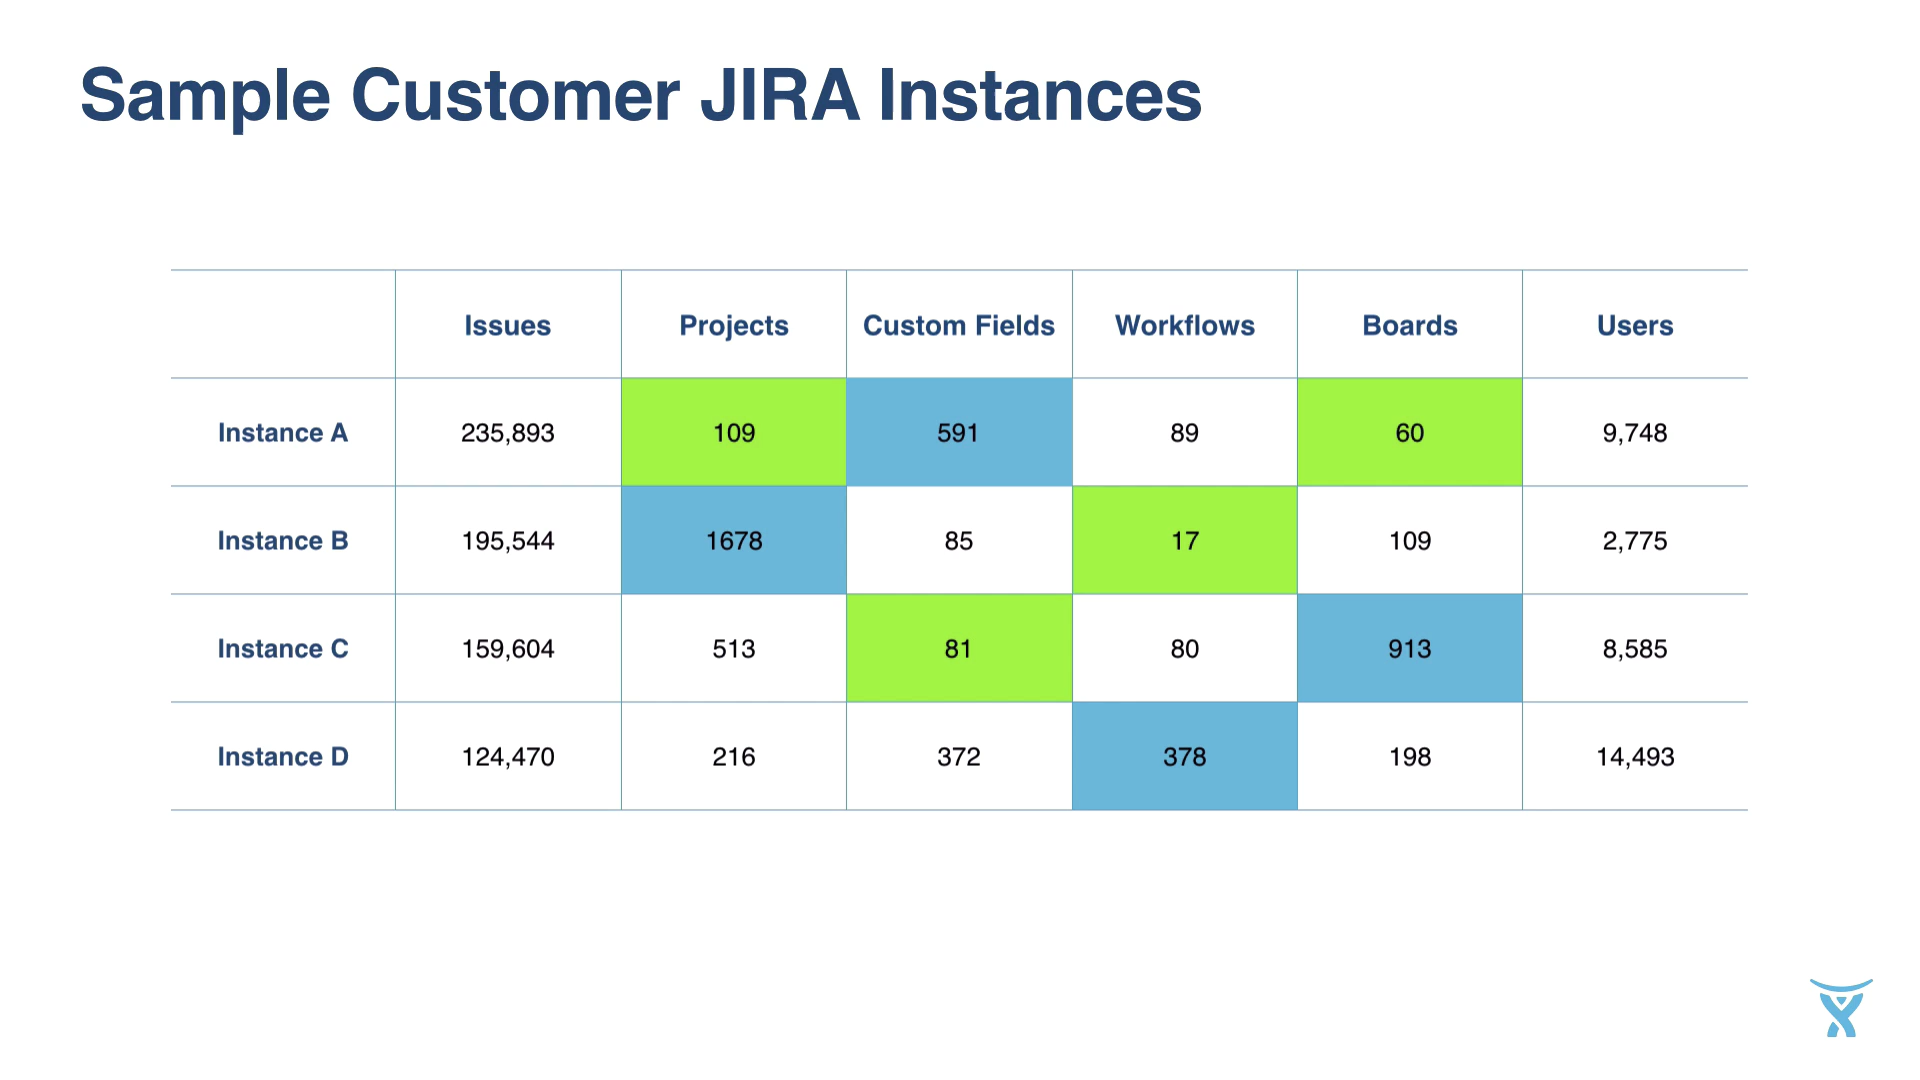 Sample Customer JIRA Instances
Issues Projects Custom Fields Workflows Boards Users
Instance A 235,893 109 591 89 60 9,748
Instance B 195,544 1678 85 17 109 2,775
Instance C 159,604 513 81 80 913 8,585
Instance D 124,470 216 372 378 198 14,493